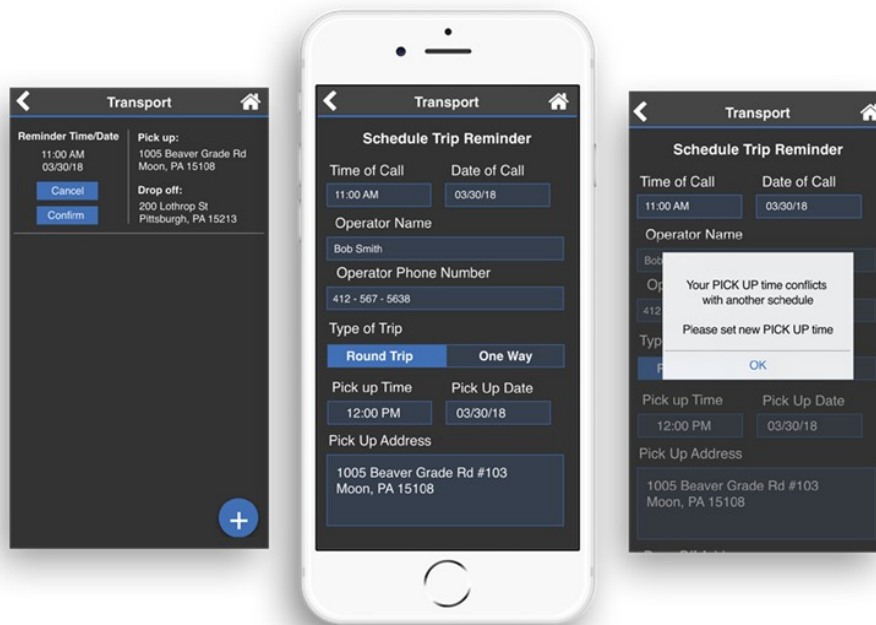 Transport
Reminder Time/Date
11:00 AM
03/30/18
Cancel
Confirm
Pick up:
1005 Beaver Grade Rd
Moon, PA 15108
Drop off:
200 Lothrop St
Pittsburgh, PA 15213
+
Transport
Schedule Trip Reminder
Time of Call Date of Call
11:00 AM 03/30/18
Operator Name
Bob Smith
Operator Phone Number
412 - 567 - 5638
Type of Trip
Round Trip One Way
Pick up Time Pick Up Date
12:00 PM 03/30/18
Pick Up Address
1005 Beaver Grade Rd #103
Moon, PA 15108
Transport
Schedule Trip Reminder
Time of Call Date of Call
11:00 AM 03/30/18
Operator Name
Bob
Op
412
Typ
Your PICK UP time conflicts
with another schedule
Please set new PICK UP time
OK
Pick up Time Pick Up Date
12:00 PM 03/30/18
Pick Up Address
1005 Beaver Grade Rd #103
Moon, PA 15108